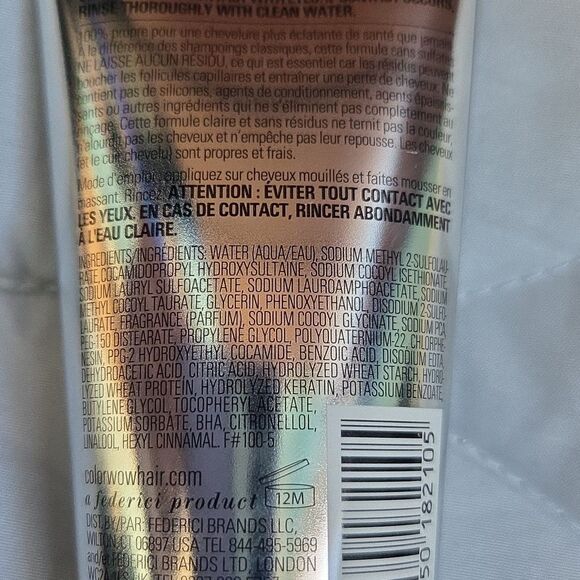 RINSE THOROUGHLY WITH CLEAN WATER.
100% propre pour une chevelure plus éclatante de santé que jamais
à la différence des shampoings classiques, cette formule sans sulfate
NE LAISSE AUCUN RÉSIDU, ce qui est essentiel car les résidus peuvent
boucher les follicules capillaires et entraîner une perte de cheveux. Ne
contient pas de silicones, agents de conditionnement, agents épaissis-
sants ou autres ingrédients qui ne s'éliminent pas complètement au
rinçage. Cette formule claire et sans résidus ne ternit pas la couleur,
n'alourdit pas les cheveux et n'empêche pas leur repousse. Les cheveux
(et le cuir chevelu) sont propres et frais.
Mode d'emploi: appliquez sur cheveux mouillés et faites mousser en
massant. Rincez. ATTENTION : ÉVITER TOUT CONTACT AVEC
LES YEUX. EN CAS DE CONTACT, RINCER ABONDAMMENT
À L'EAU CLAIRE.
INGREDIENTS/INGRÉDIENTS: WATER (AQUA/EAU), SODIUM METHYL 2-SULFOLAU-
RATE, COCAMIDOPROPYL HYDROXYSULTAINE, SODIUM COCOYL ISETHIONATE,
SODIUM LAURYL SULFOACETATE, SODIUM LAUROAMPHOACETATE, SODIUM
METHYL COCOYL TAURATE, GLYCERIN, PHENOXYETHANOL, DISODIUM 2-SULFO-
LAURATE, FRAGRANCE (PARFUM), SODIUM COCOYL GLYCINATE, SODIUM PCA,
PEG-150 DISTEARATE, PROPYLENE GLYCOL, POLYQUATERNIUM-22, CHLORPHE-
NESIN, PPG-2 HYDROXYETHYL COCAMIDE, BENZOIC ACID, DISODIUM EDTA,
DEHYDROACETIC ACID, CITRIC ACID, HYDROLYZED WHEAT STARCH, HYDROL-
YZED WHEAT PROTEIN, HYDROLYZED KERATIN, POTASSIUM BENZOATE,
BUTYLENE GLYCOL, TOCOPHERYL ACETATE,
POTASSIUM SORBATE, BHA, CITRONELLOL,
LINALOOL, HEXYL CINNAMAL. F#100-5
colorwowhair.com
a federici product
12M
DIST. BY/PAR: FEDERICI BRANDS LLC,
WILTON CT 06897 USA TEL 844-495-5969
and/et FEDERICI BRANDS LTD, LONDON
50 182105